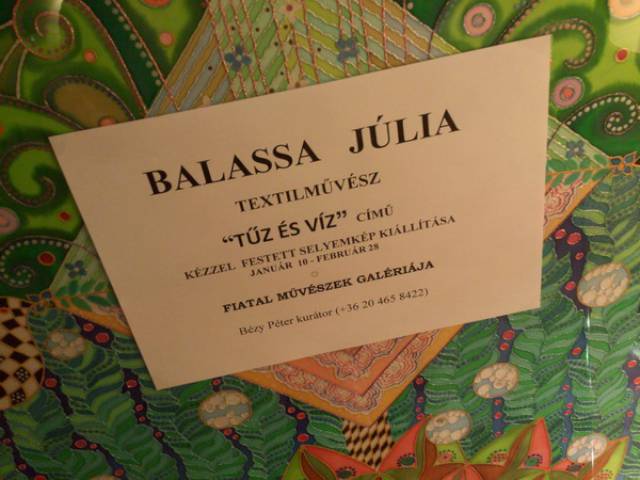 BALASSA JÚLIA
TEXTILMŰVÉSZ
"TŰZ ÉS VÍZ" CÍMŰ
KÉZZEL FESTETT SELYEMKÉP KIÁLLÍTÁSA
JANUÁR 10 - FEBRUÁR 28
FIATAL MŰVÉSZEK GALÉRIÁJA
Bézy Péter kurátor (+36 20 465 8422)